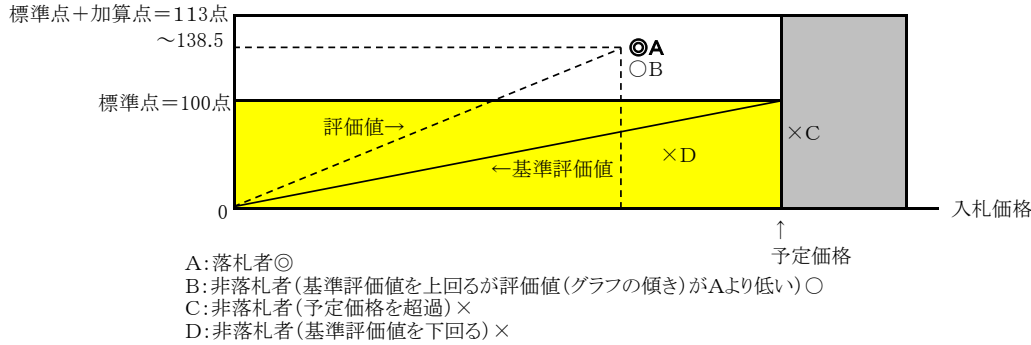 標準点＋加算点＝113点
～138.5
◎A
○B
標準点＝100点
評価値→
×C
×D
←基準評価値
0
入札価格
↑
予定価格
A：落札者◎
B：非落札者（基準評価値を上回るが評価値（グラフの傾き）がAより低い）○
C：非落札者（予定価格を超過）×
D：非落札者（基準評価値を下回る）×